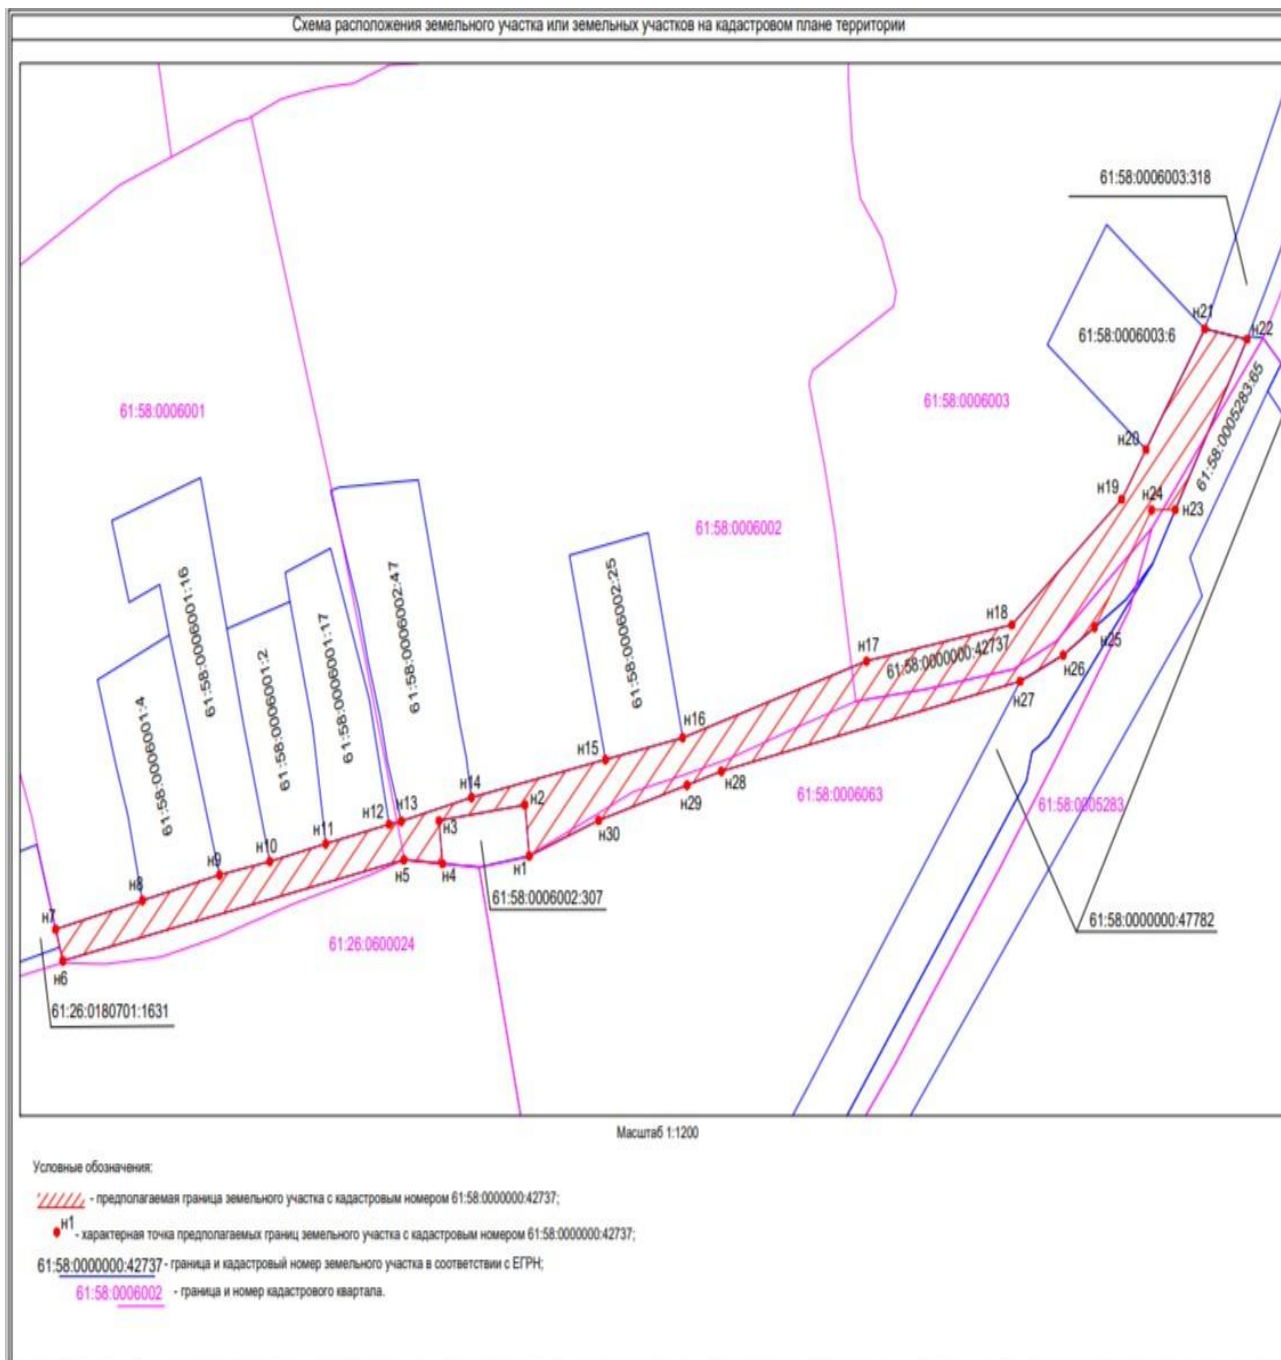 Схема расположения земельного участка или земельных участков на кадастровом плане территории
61:58:0006003:318
н21
н22
61:58:0006003:6
61:58:0005283:65
61:58:0006001
61:58:0006003
н20
н19
н24
н23
61:58:0006002
61:58:0006001:16
61:58:0006002:47
61:58:0006002:25
61:58:0006001:17
61:58:0006001:2
61:58:0006001:4
н18
н25
н17
61:58:0000000:42737
н26
н27
н16
н15
н28
н29
61:58:0006063
61:58:0005283
н14
н2
н13
н12
н3
н30
н11
н10
н9
н5
н4
н1
н8
61:58:0006002:307
н7
61:58:0000000:47782
61:26:0600024
н6
61:26:0180701:1631
Масштаб 1:1200
Условные обозначения:
- предполагаемая граница земельного участка с кадастровым номером 61:58:0000000:42737;
н1 - характерная точка предполагаемых границ земельного участка с кадастровым номером 61:58:0000000:42737;
61:58:0000000:42737 - граница и кадастровый номер земельного участка в соответствии с ЕГРН;
61:58:0006002 - граница и номер кадастрового квартала.